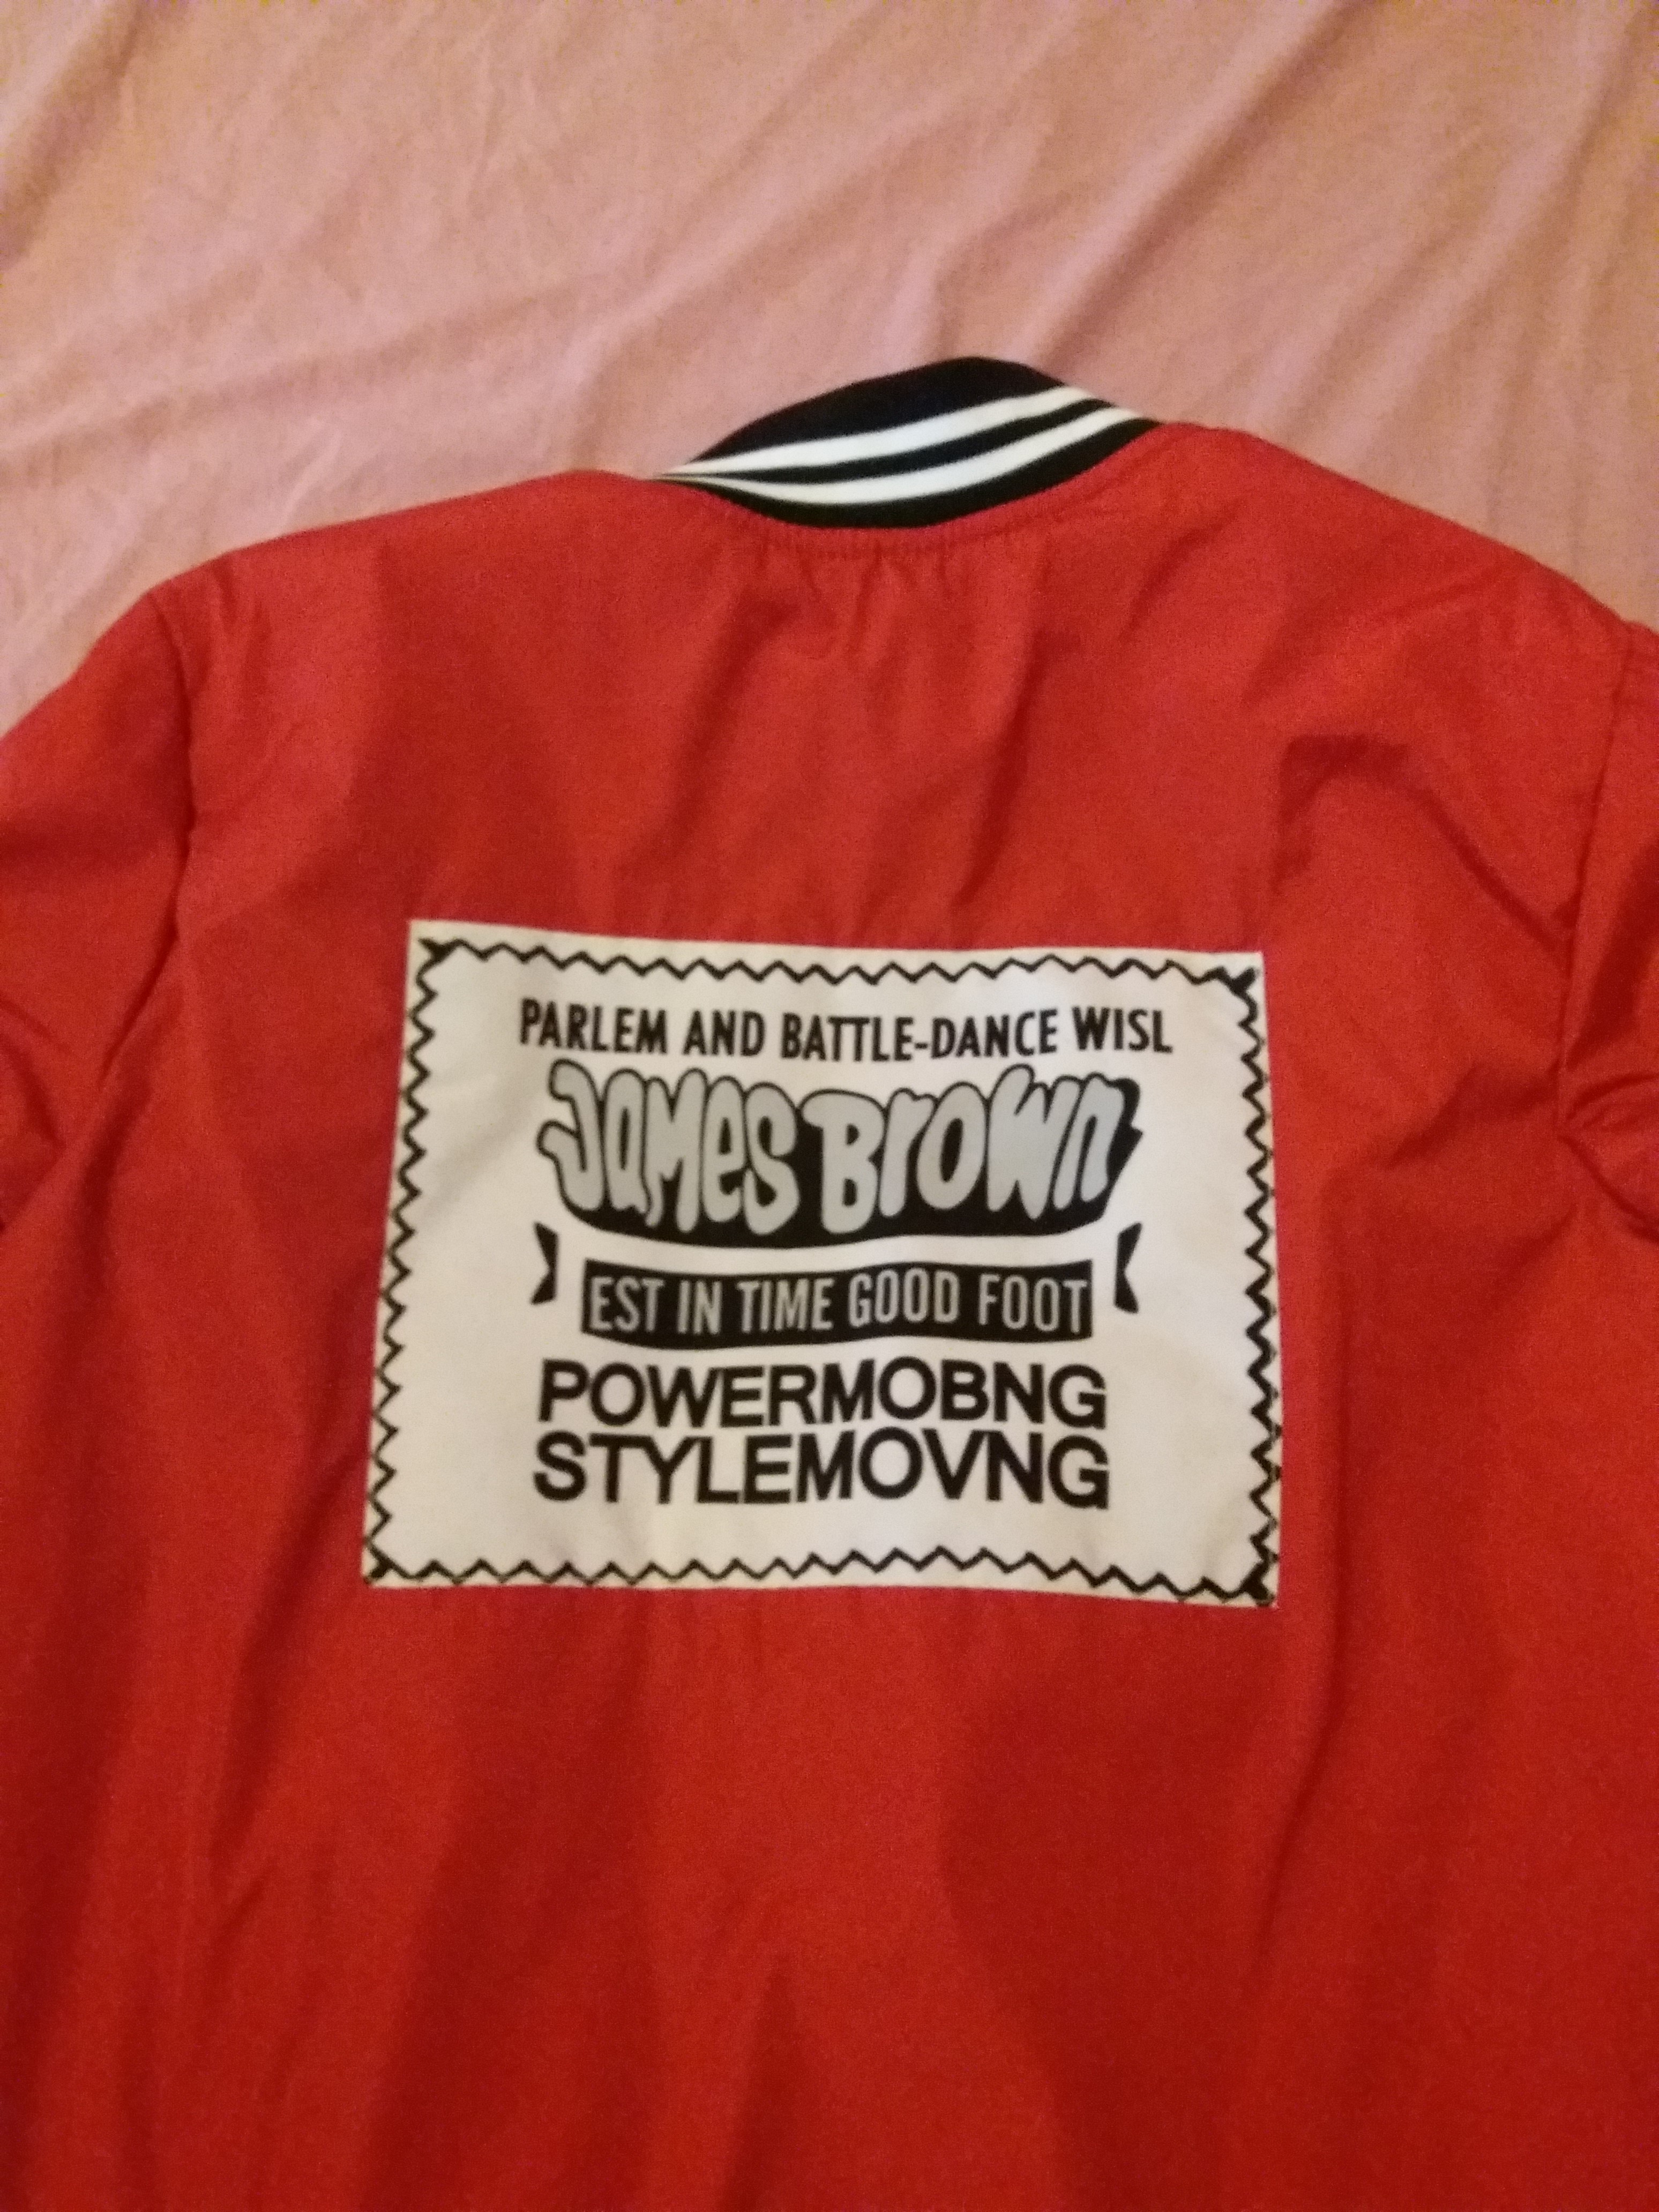 PARLEM AND BATTLE-DANCE WISL
James Brown
EST IN TIME GOOD FOOT
POWERMOBNG
STYLEMOVNG